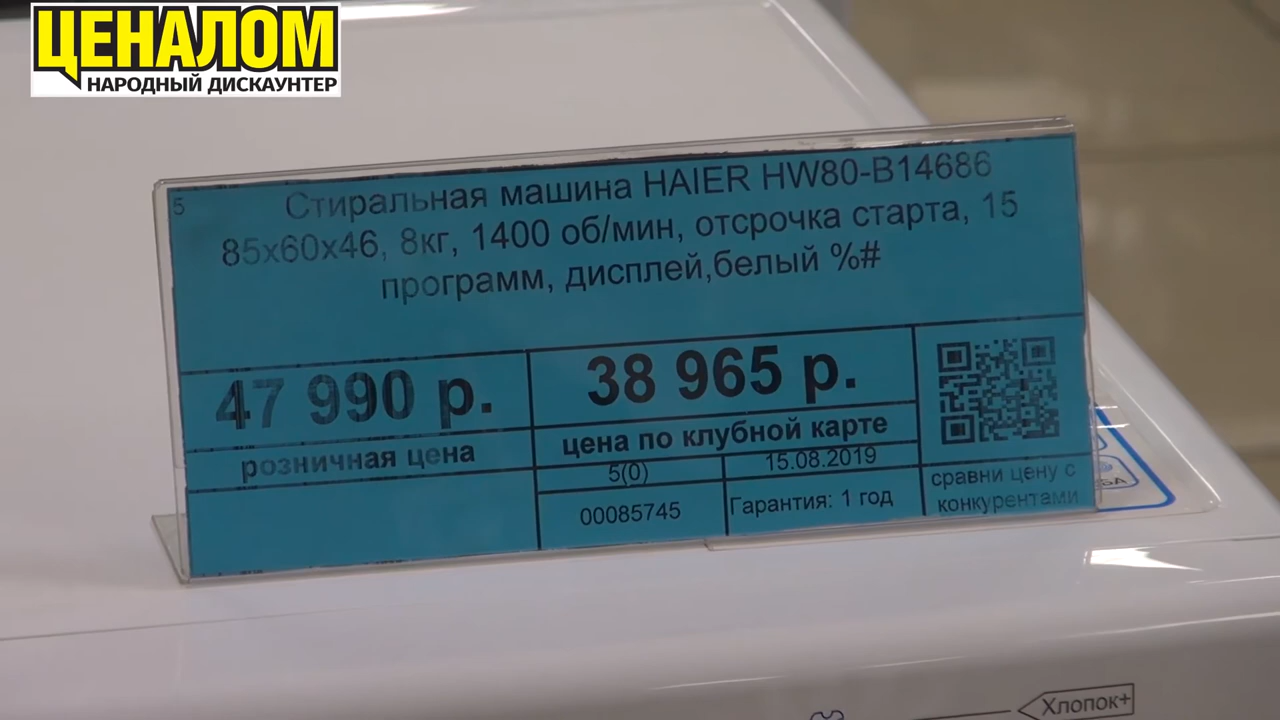 ЦЕНАЛОМ
НАРОДНЫЙ ДИСКАУНТЕР
5
Стиральная машина HAIER HW80-B14686
85x60x46, 8кг, 1400 об/мин, отсрочка старта, 15
программ, дисплей,белый %#
47 990 р.
розничная цена
38 965 р.
цена по клубной карте
5(0)
15.08.2019
00085745
Гарантия: 1 год
сравни цену с
конкурентами
Хлопок+